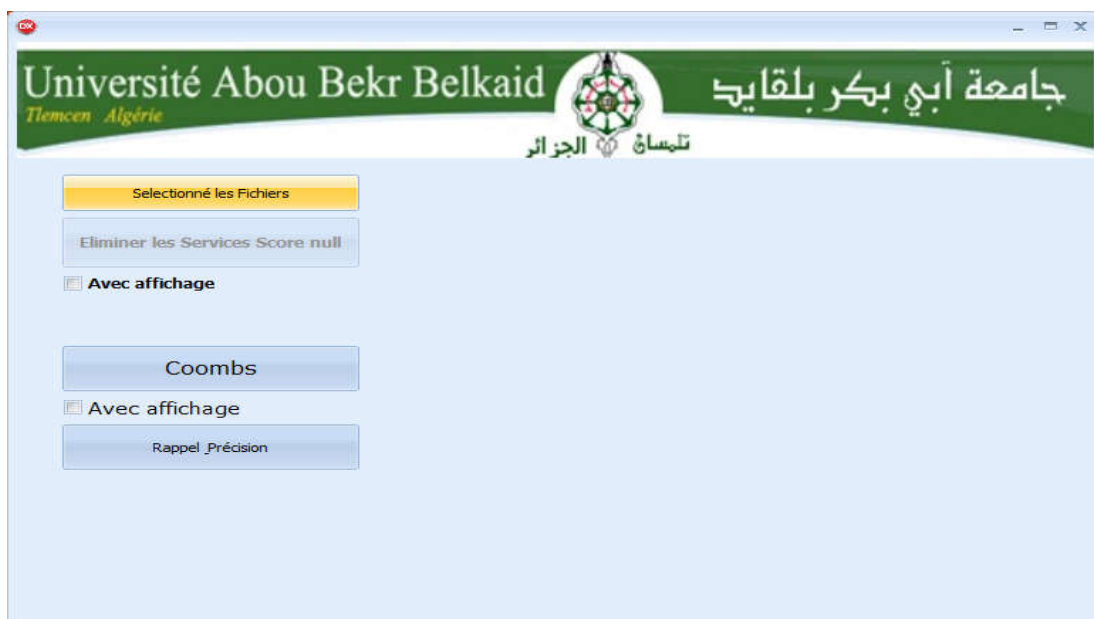 DX
Université Abou Bekr Belkaid
جامعة أبي بكر بلقايد
Tlemcen Algérie
تلمسان الجزائر
Selectionné les Fichiers
Eliminer les Services Score null
Avec affichage
Coombs
Avec affichage
Rappel_Précision